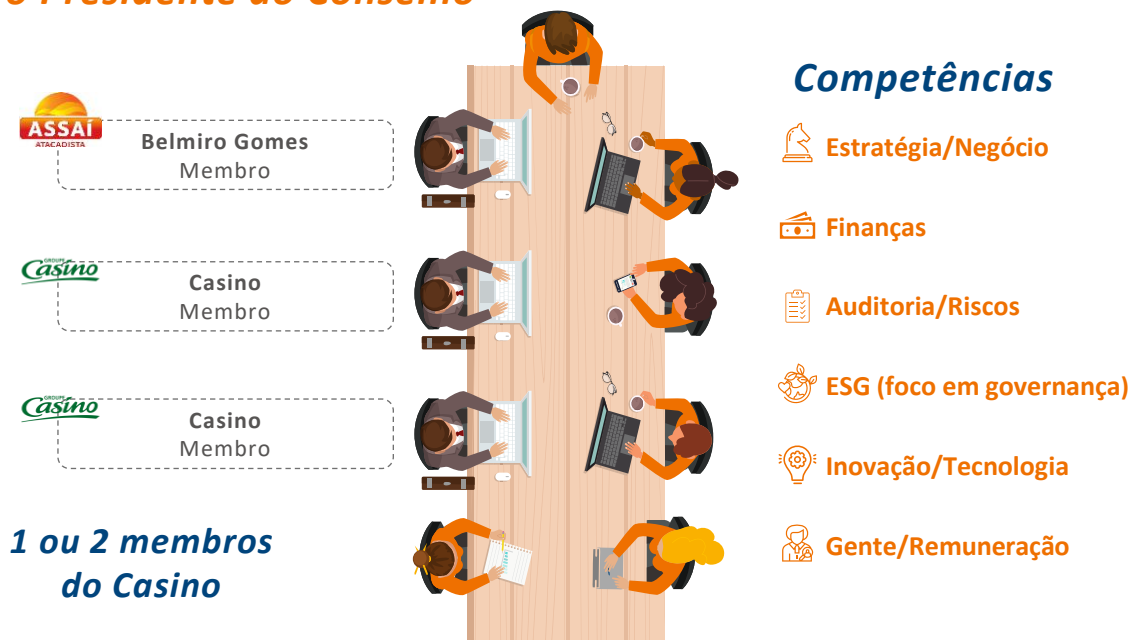 Presidente do Conselho
Competências
ASSAÍ
ATACADISTA
Belmiro Gomes
Membro
Estratégia/Negócio
Finanças
GROUPE
Casino
Casino
Membro
Auditoria/Riscos
ESG (foco em governança)
GROUPE
Casino
Casino
Membro
Inovação/Tecnologia
1 ou 2 membros
do Casino
Gente/Remuneração